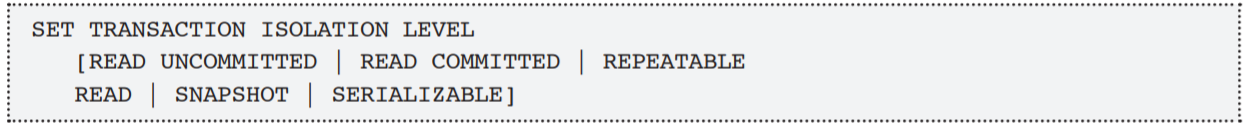 SET TRANSACTION ISOLATION LEVEL
[READ UNCOMMITTED | READ COMMITTED | REPEATABLE
READ | SNAPSHOT | SERIALIZABLE]